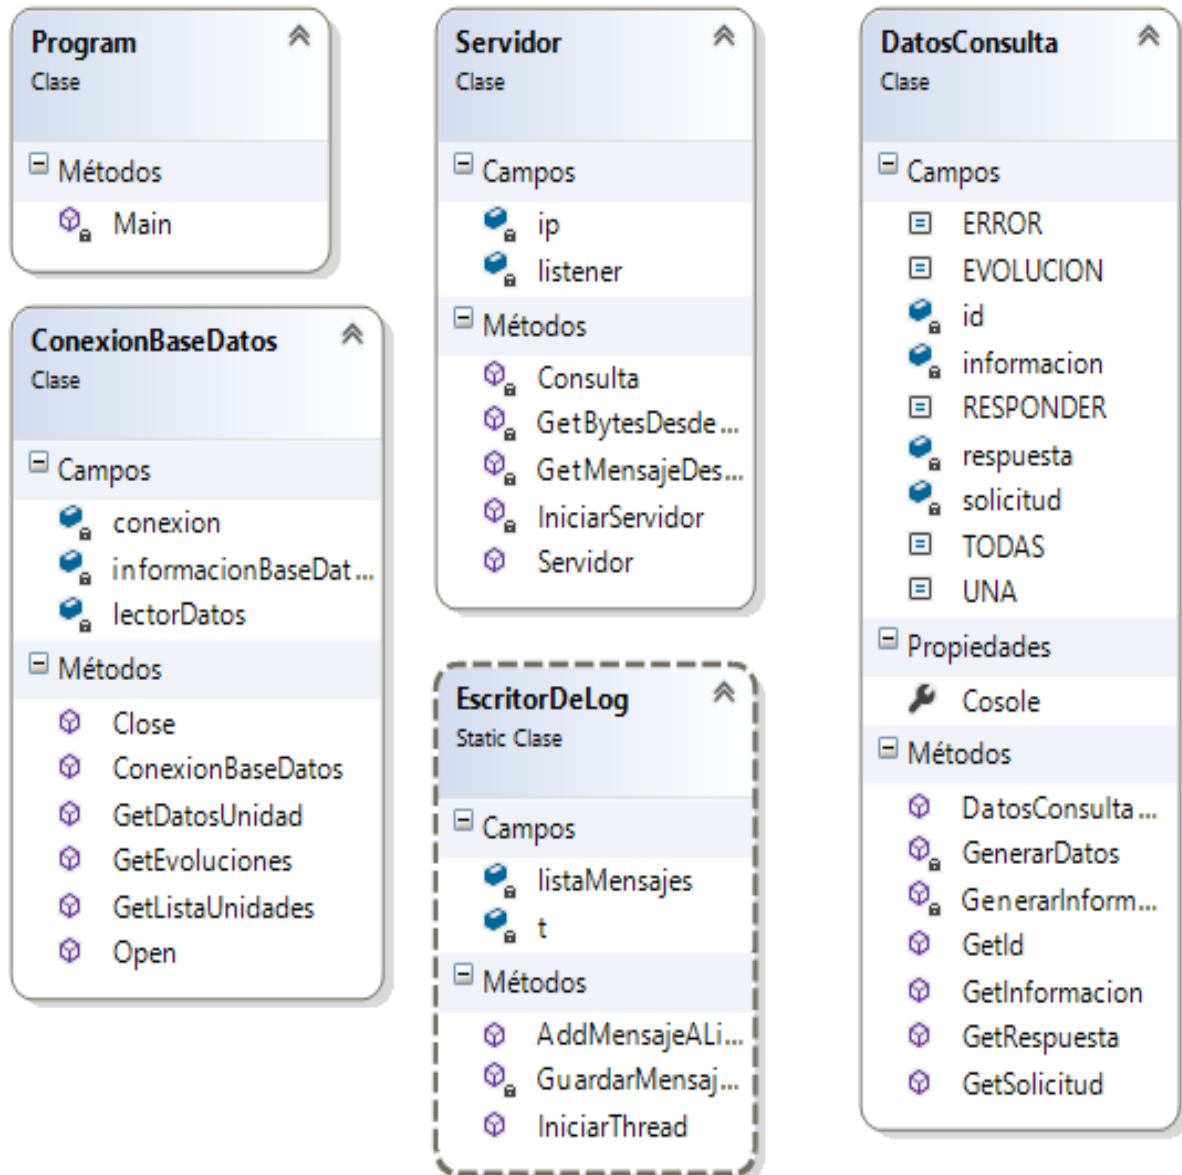 Program
Clase
Métodos
Main
ConexionBaseDatos
Clase
Campos
conexion
informacionBaseDat...
lectorDatos
Métodos
Close
ConexionBaseDatos
GetDatosUnidad
GetEvoluciones
GetListaUnidades
Open
Servidor
Clase
Campos
ip
listener
Métodos
Consulta
GetBytesDesde...
GetMensajeDes...
IniciarServidor
Servidor
EscritorDeLog
Static Clase
Campos
listaMensajes
t
Métodos
AddMensajeALi...
GuardarMensaj...
IniciarThread
DatosConsulta
Clase
Campos
ERROR
EVOLUCION
id
informacion
RESPONDER
respuesta
solicitud
TODAS
UNA
Propiedades
Cosole
Métodos
DatosConsulta...
GenerarDatos
GenerarInform...
GetId
GetInformacion
GetRespuesta
GetSolicitud